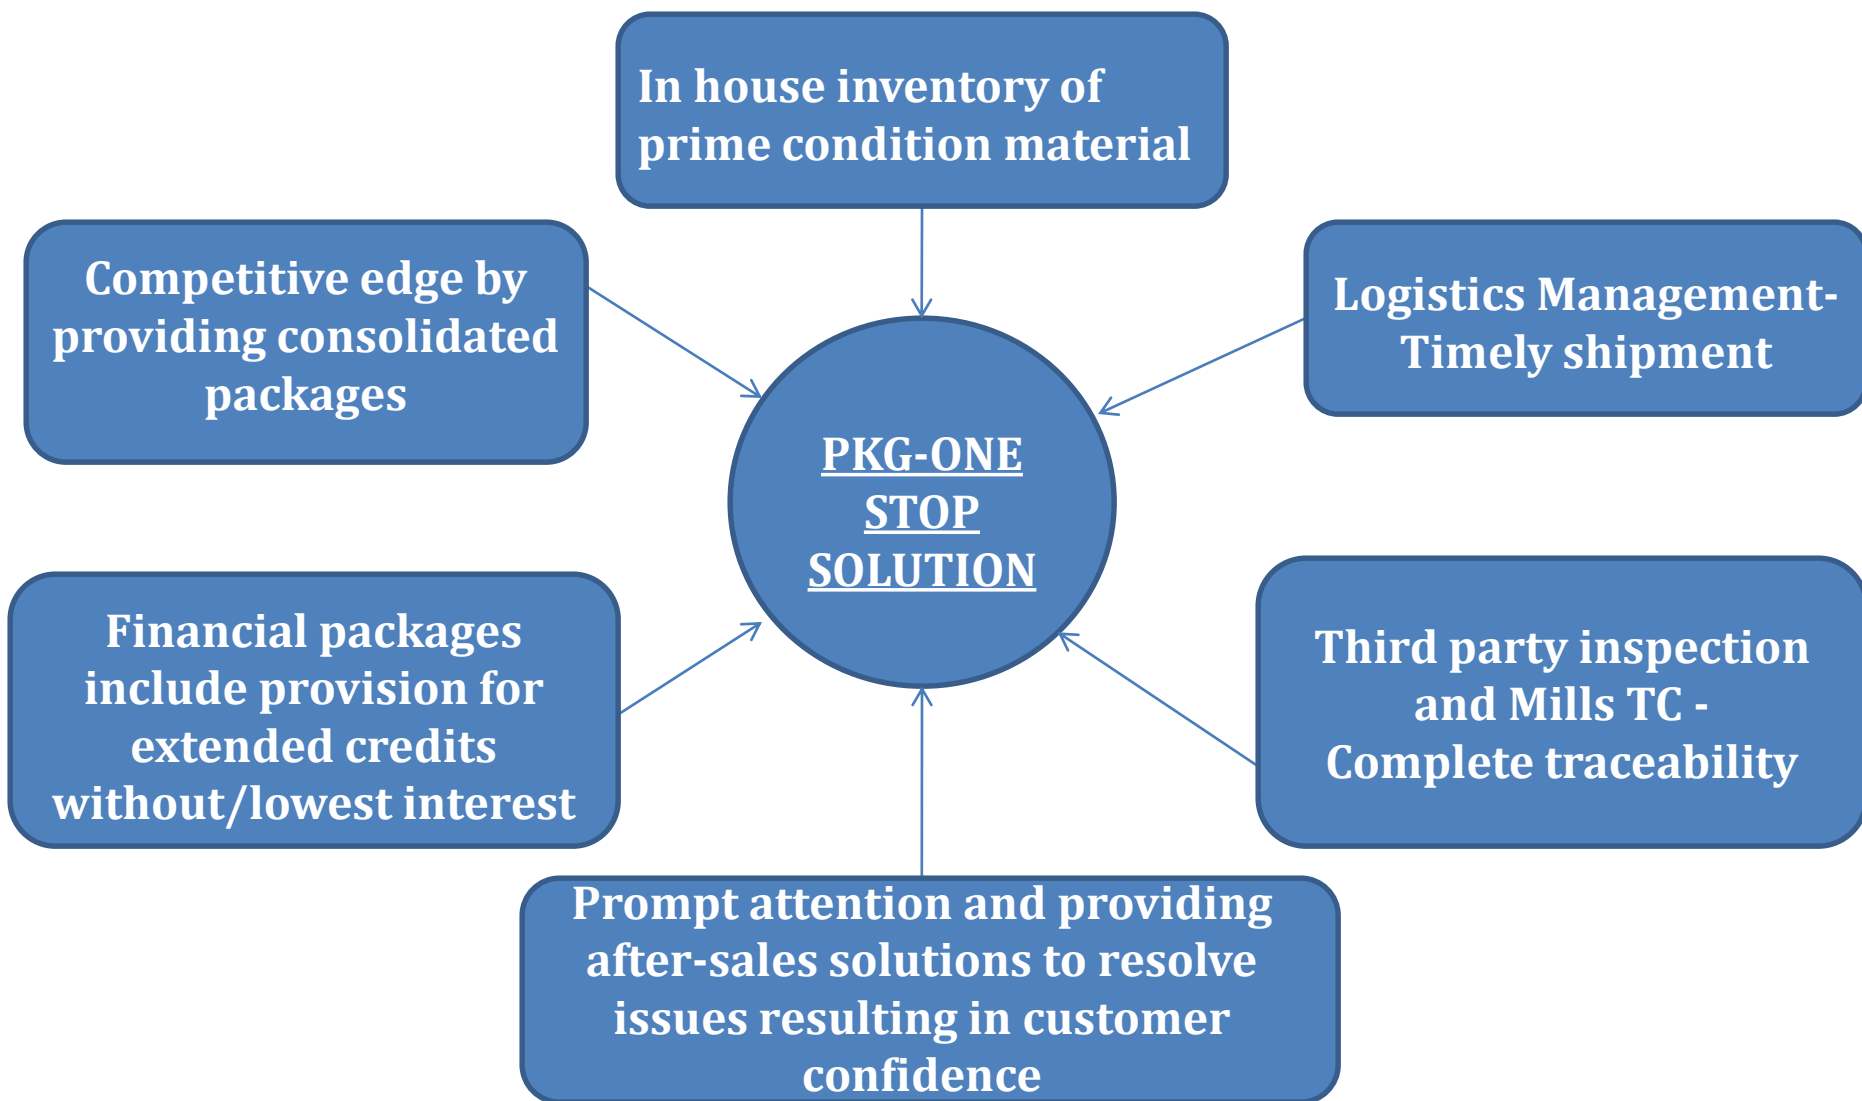 In house inventory of
prime condition material
Competitive edge by
providing consolidated
packages
Logistics Management-
Timely shipment
PKG-ONE
STOP
SOLUTION
Financial packages
include provision for
extended credits
without/lowest interest
Third party inspection
and Mills TC -
Complete traceability
Prompt attention and providing
after-sales solutions to resolve
issues resulting in customer
confidence